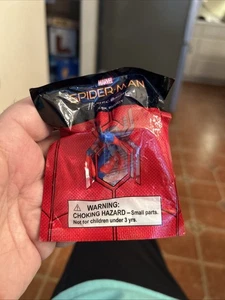 MARVEL
SPIDER-MAN
⚠ WARNING:
CHOKING HAZARD – Small parts.
Not for children under 3 yrs.